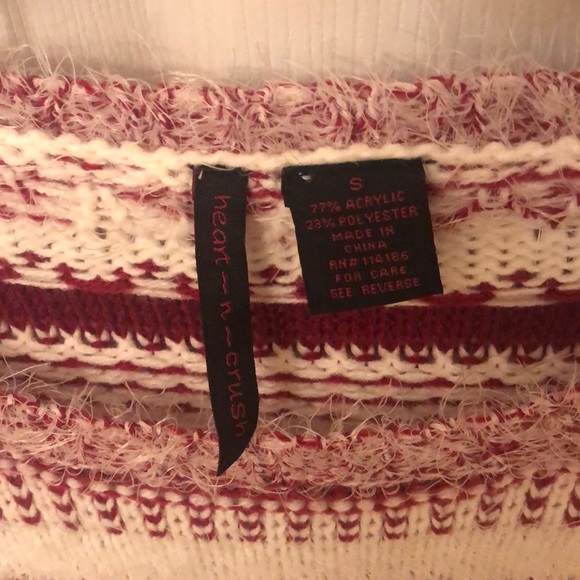 heart-n-crush
S
77% ACRYLIC
23% POLYESTER
MADE IN
CHINA
RN# 114186
FOR CARE
SEE REVERSE